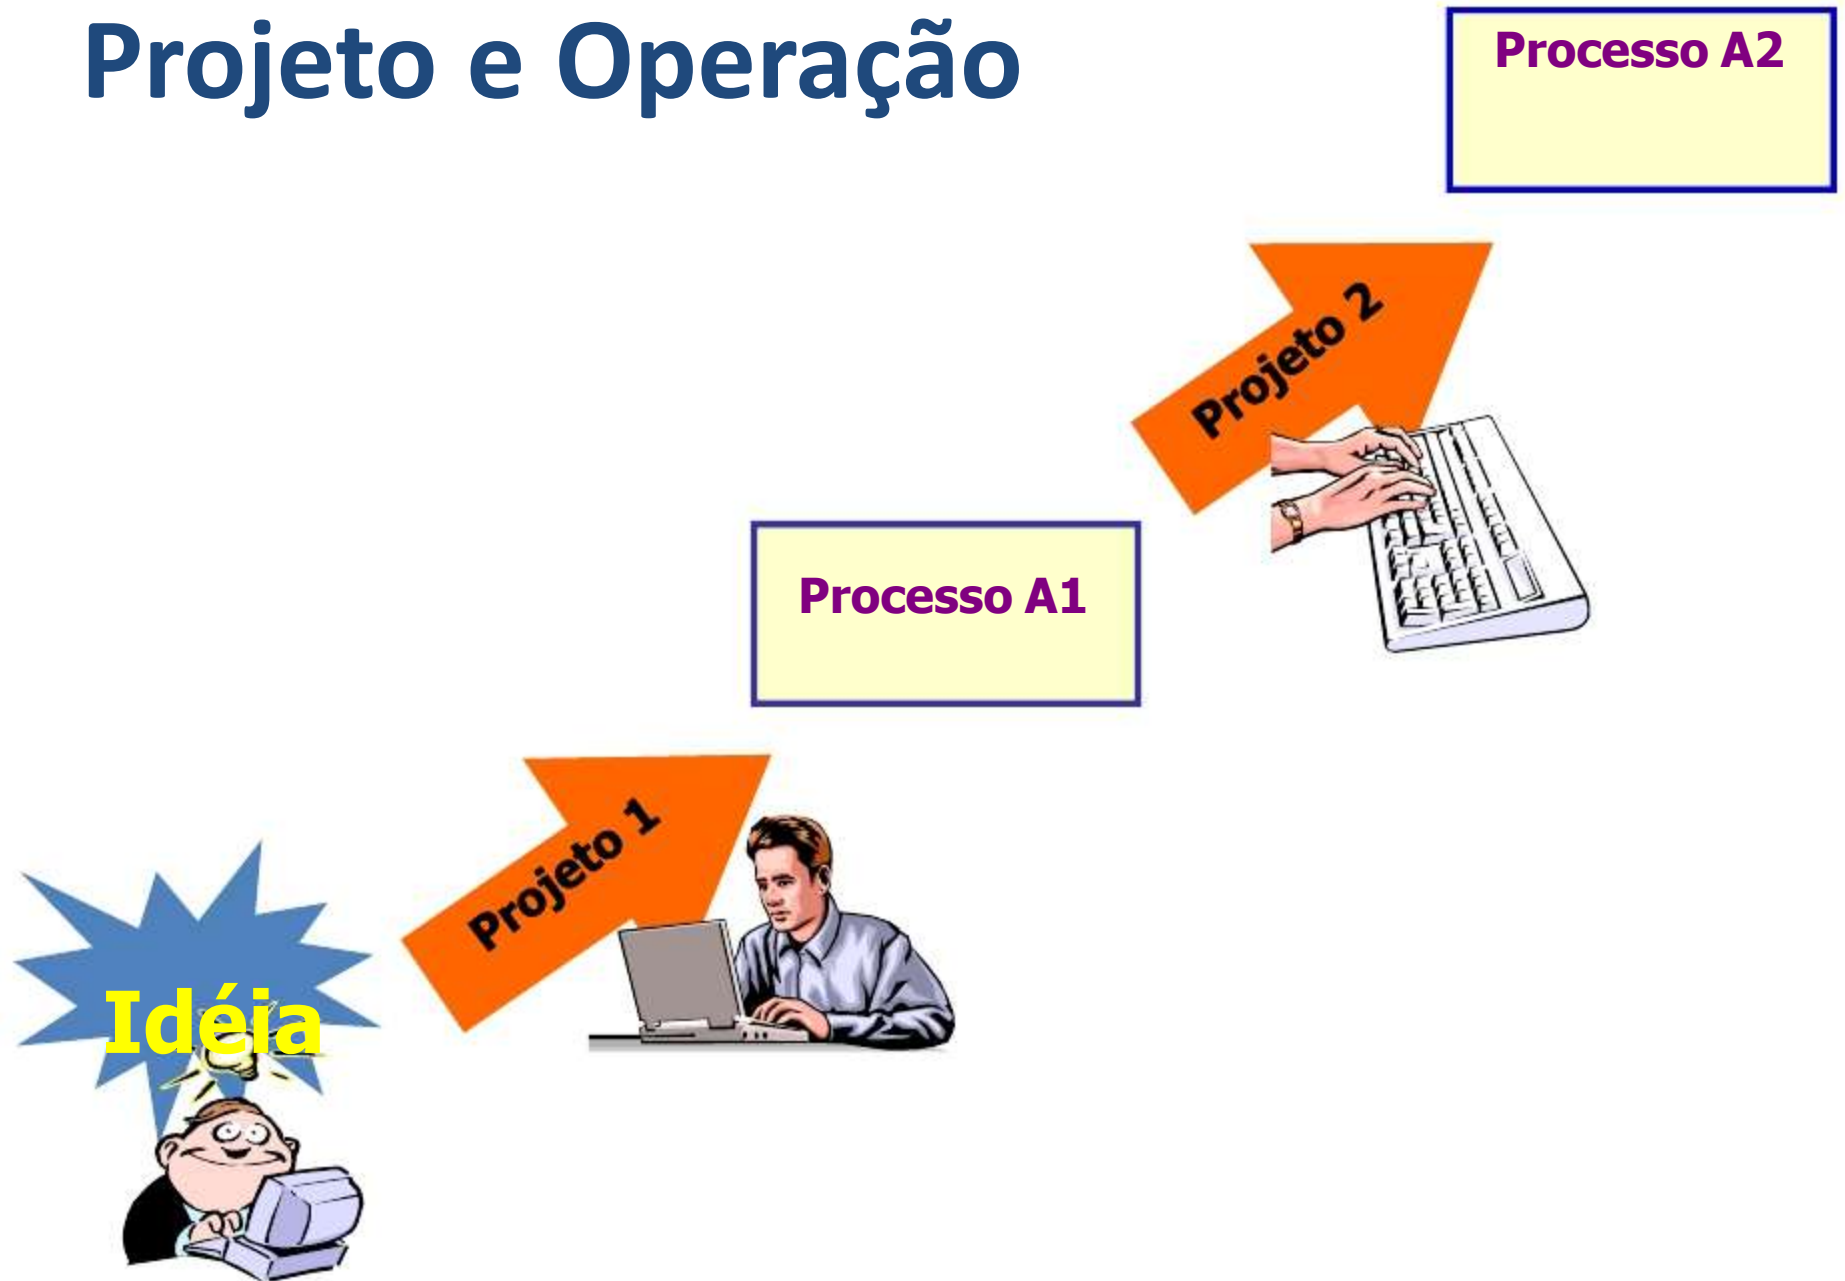 Projeto e Operação
Processo A2
Projeto 2
Processo A1
Projeto 1
Idéia